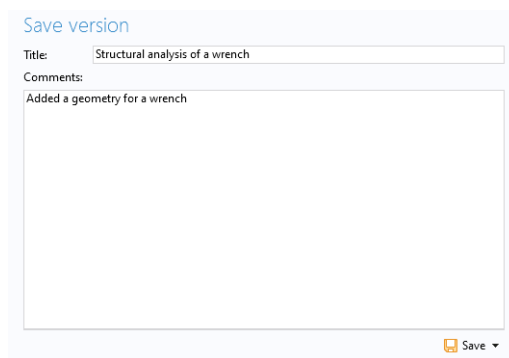 Save version
Title: Structural analysis of a wrench
Comments:
Added a geometry for a wrench
Save